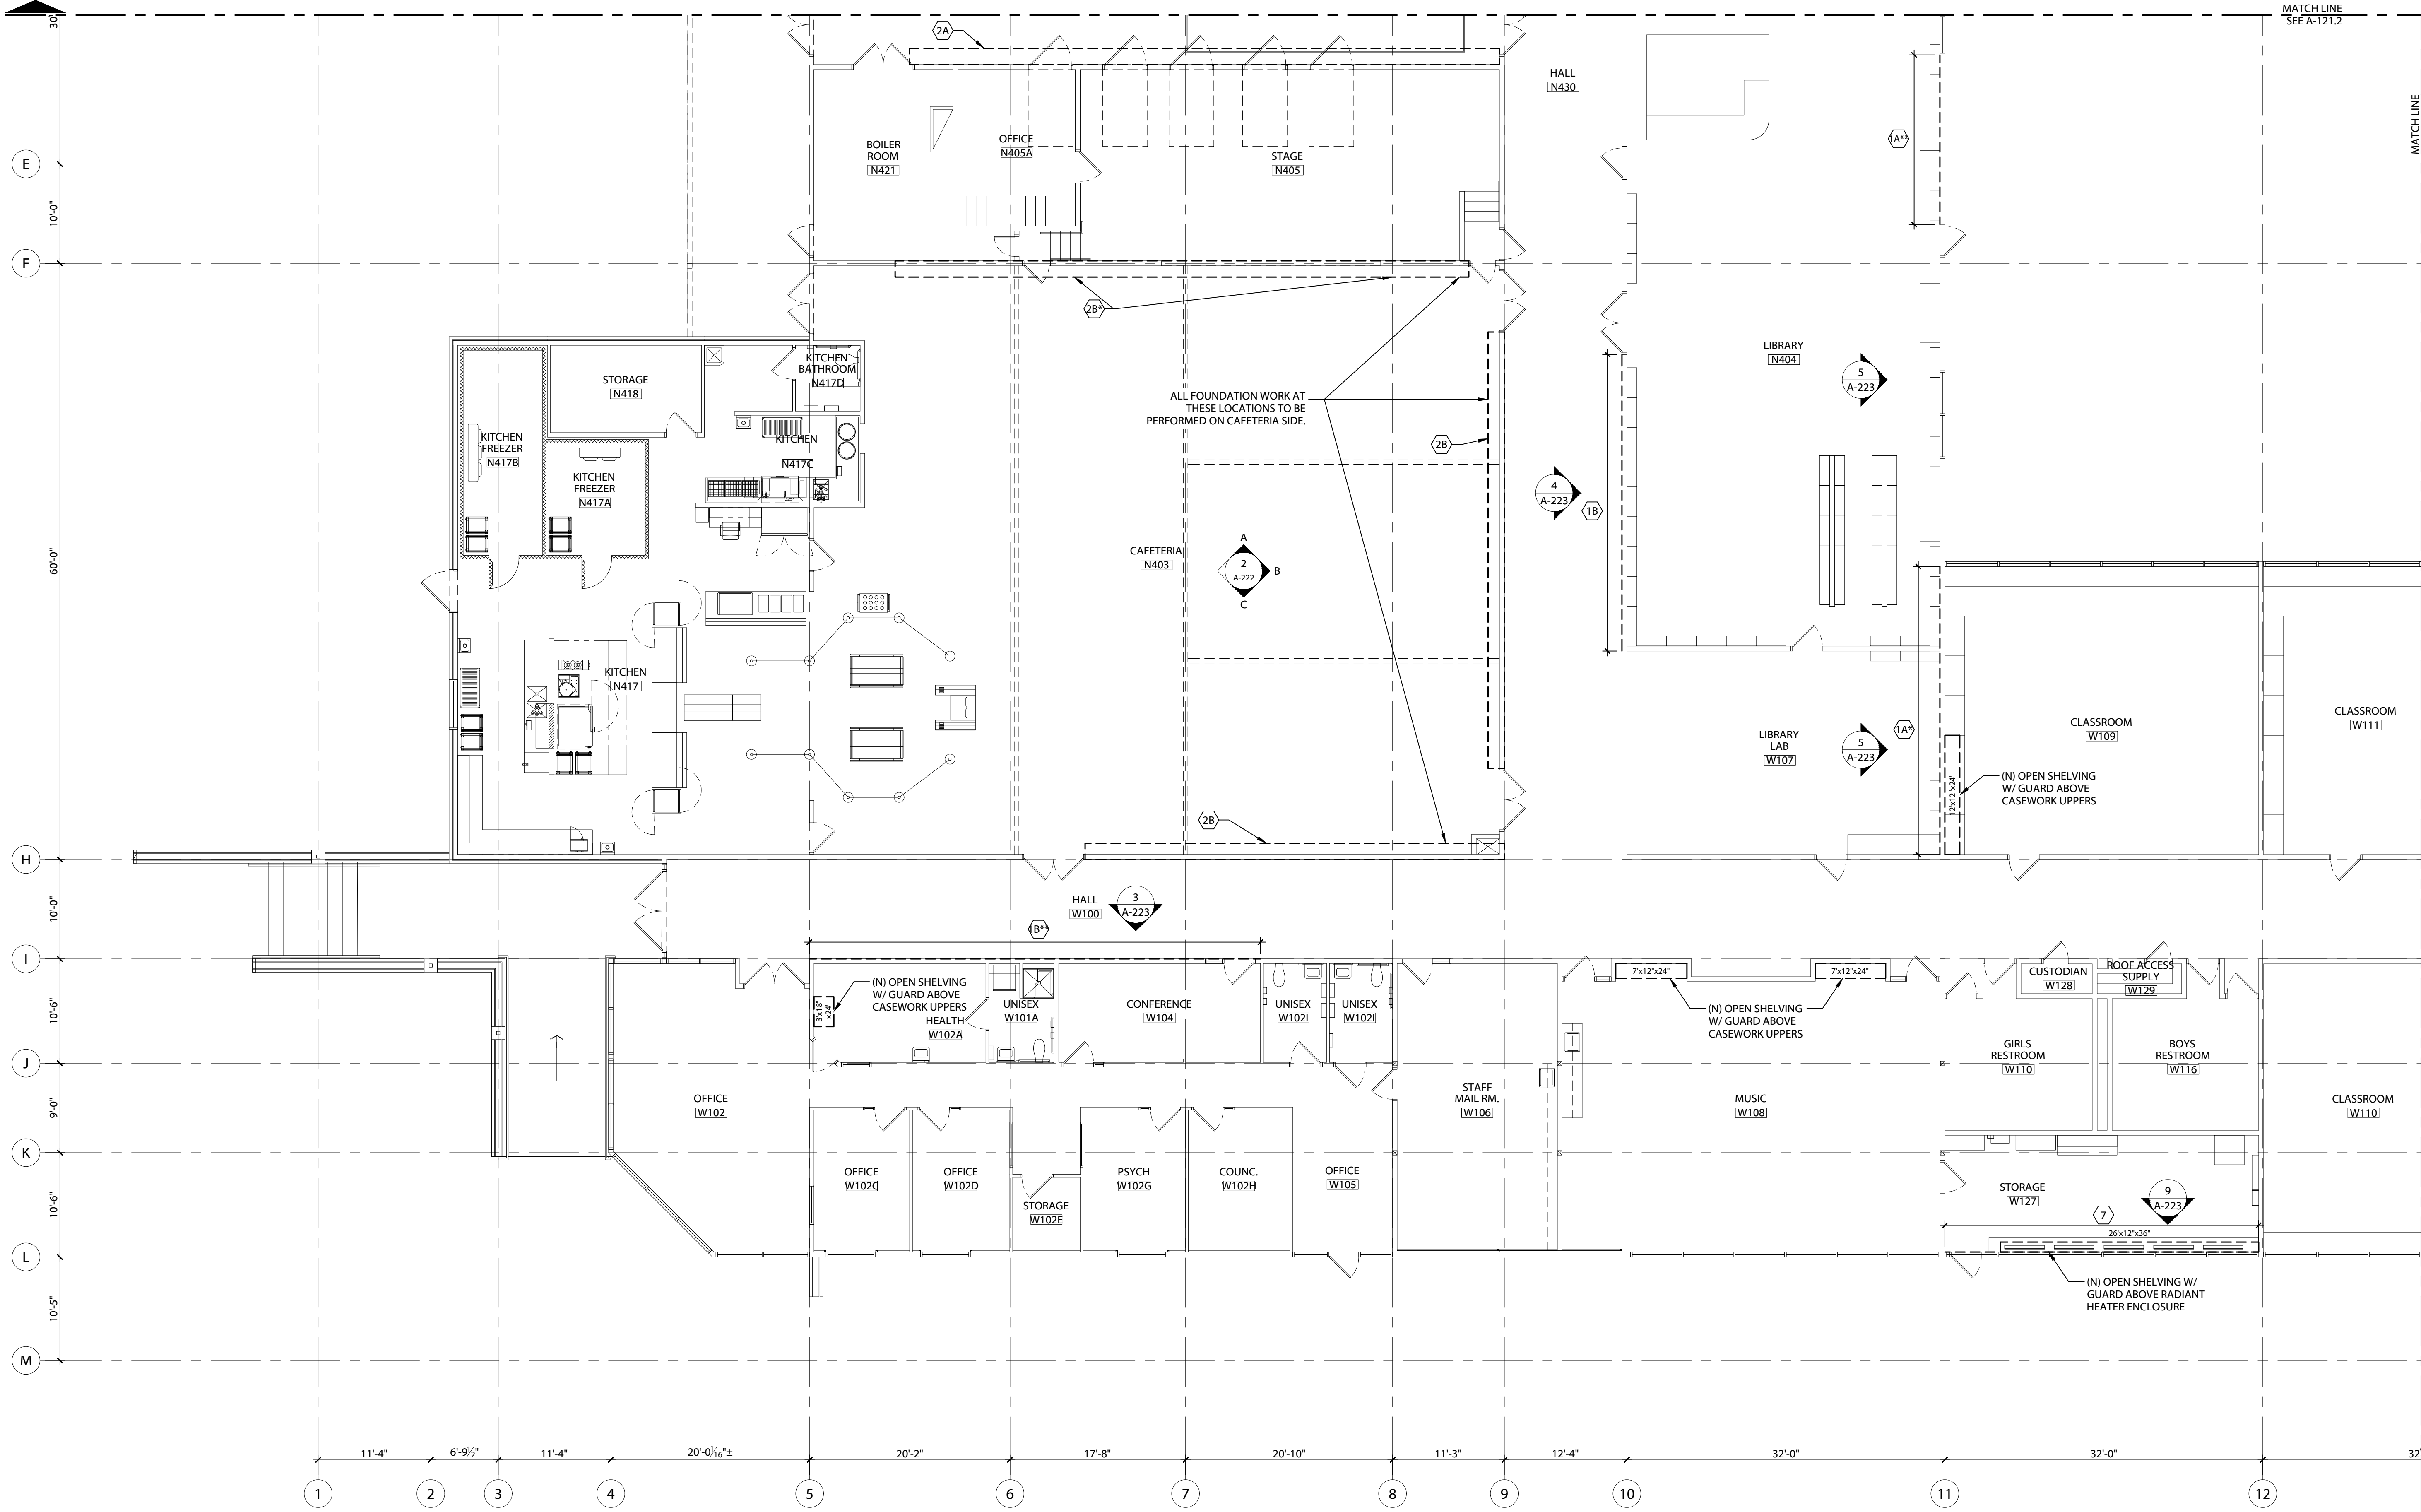 MATCH LINE
SEE A-121.2
MATCH LINE
30'
2A
HALL
N430
1A**
E
BOILER
ROOM
N421
OFFICE
N405A
STAGE
N405
10'-0"
F
2B*
LIBRARY
N404
5
A-223
KITCHEN
BATHROOM
N417D
STORAGE
N418
ALL FOUNDATION WORK AT
THESE LOCATIONS TO BE
PERFORMED ON CAFETERIA SIDE.
KITCHEN
FREEZER
N417B
KITCHEN
N417C
2B
KITCHEN
FREEZER
N417A
4
A-223
1B
60'-0"
CAFETERIA
N403
A
2
A-222
B
C
KITCHEN
N417
CLASSROOM
W111
CLASSROOM
W109
1A*
LIBRARY
LAB
W107
5
A-223
12'x12"x24"
(N) OPEN SHELVING
W/ GUARD ABOVE
CASEWORK UPPERS
2B
H
10'-0"
HALL
W100
3
A-223
1B**
I
10'-6"
3'x18"
x24"
(N) OPEN SHELVING
W/ GUARD ABOVE
CASEWORK UPPERS
HEALTH
W102A
UNISEX
W101A
CONFERENCE
W104
UNISEX
W102I
UNISEX
W102I
7'x12"x24"
7'x12"x24"
(N) OPEN SHELVING
W/ GUARD ABOVE
CASEWORK UPPERS
CUSTODIAN
W128
ROOF ACCESS
SUPPLY
W129
J
GIRLS
RESTROOM
W110
BOYS
RESTROOM
W116
9'-0"
OFFICE
W102
STAFF
MAIL RM.
W106
MUSIC
W108
CLASSROOM
W110
K
OFFICE
W102C
OFFICE
W102D
STORAGE
W102E
PSYCH
W102G
COUNC.
W102H
OFFICE
W105
10'-6"
STORAGE
W127
9
A-223
7
26'x12"x36"
L
(N) OPEN SHELVING W/
GUARD ABOVE RADIANT
HEATER ENCLOSURE
10'-5"
M
11'-4"
6'-9½"
11'-4"
20'-0 1/16"±
20'-2"
17'-8"
20'-10"
11'-3"
12'-4"
32'-0"
32'-0"
32'
1
2
3
4
5
6
7
8
9
10
11
12